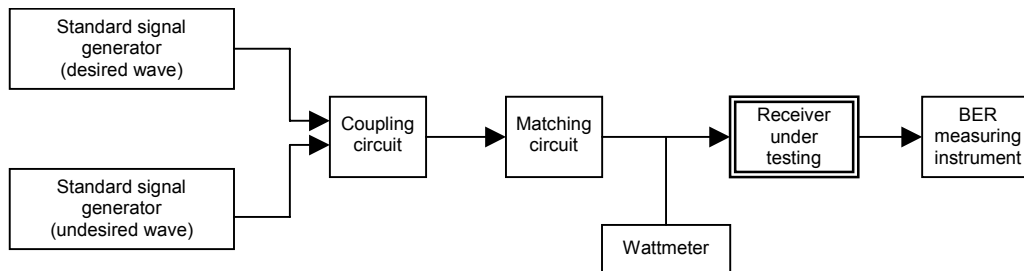 Standard signal
generator
(desired wave)
Coupling
circuit
Matching
circuit
Receiver
under
testing
BER
measuring
instrument
Standard signal
generator
(undesired wave)
Wattmeter